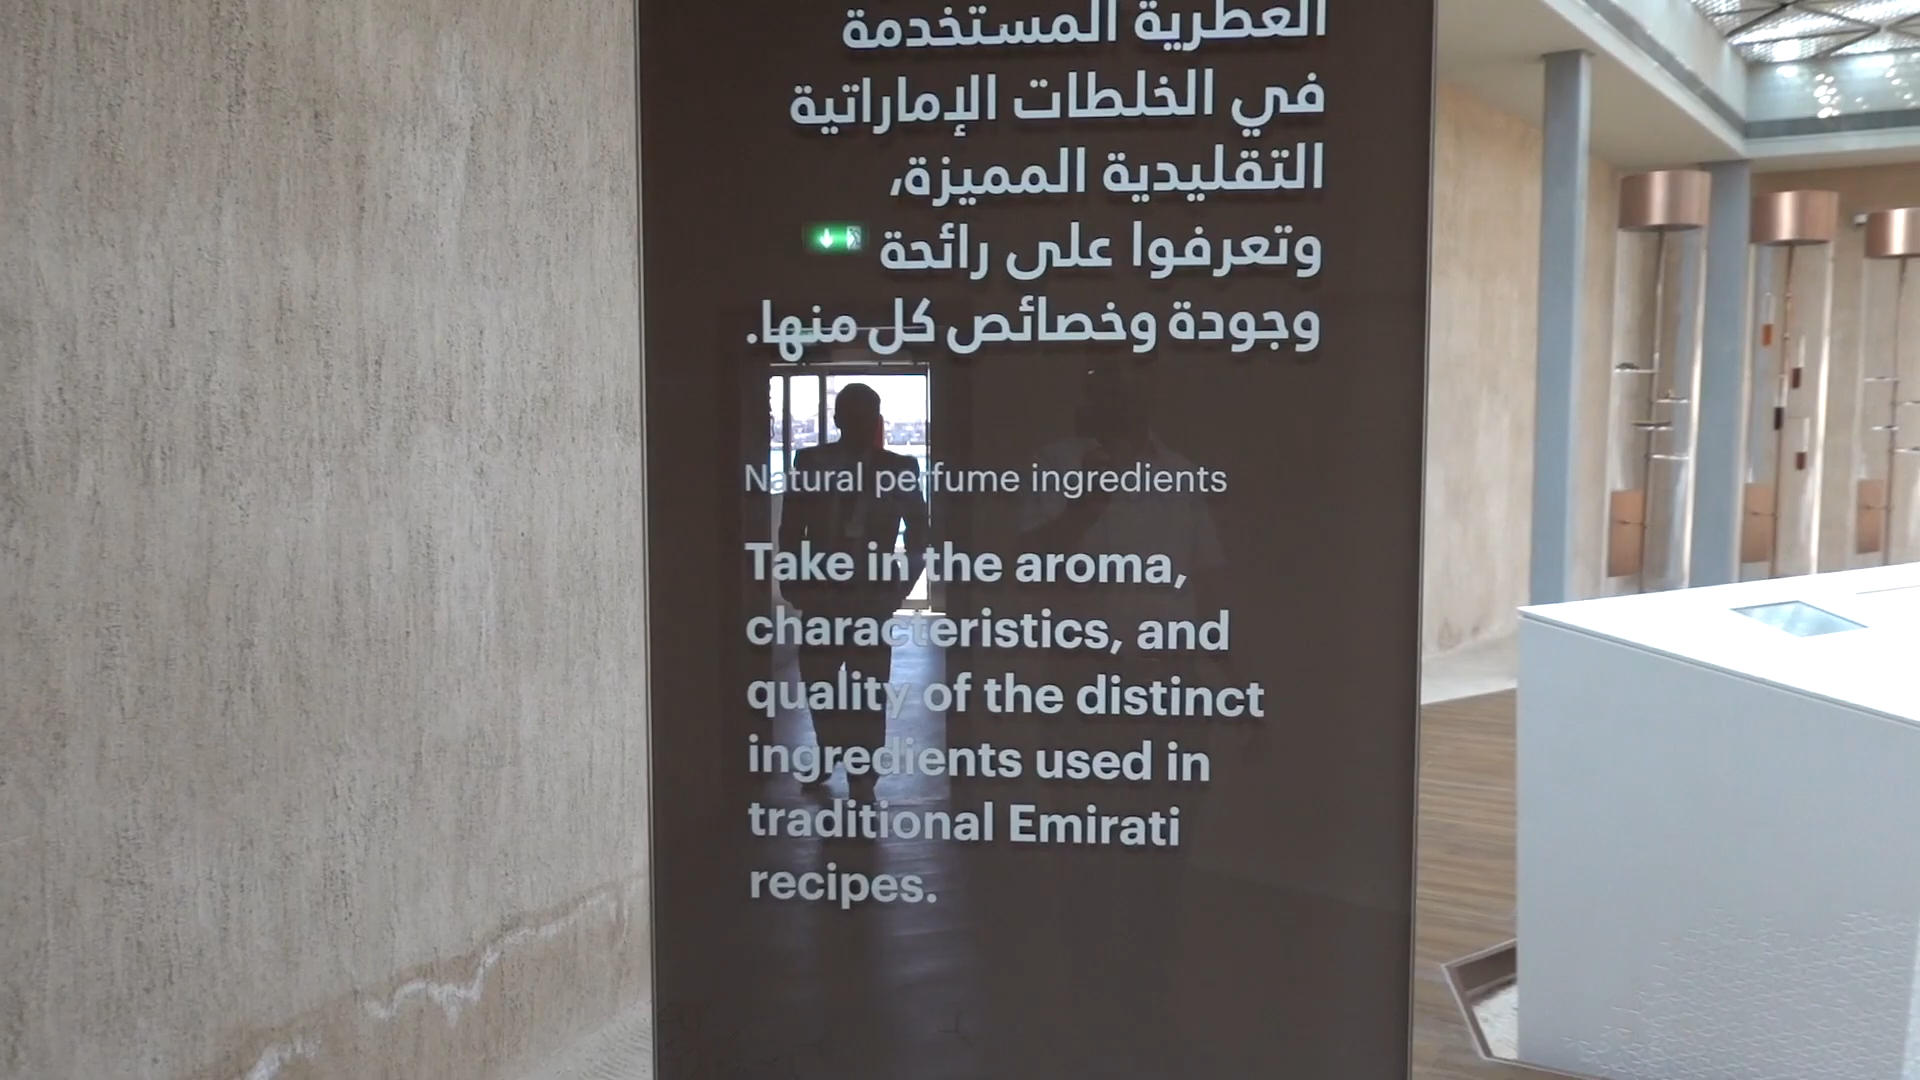 العطرية المستخدمة
في الخلطات الإماراتية
التقليدية المميزة،
وتعرفوا على رائحة
وجودة وخصائص كل منها.
Natural perfume ingredients
Take in the aroma,
characteristics, and
quality of the distinct
ingredients used in
traditional Emirati
recipes.